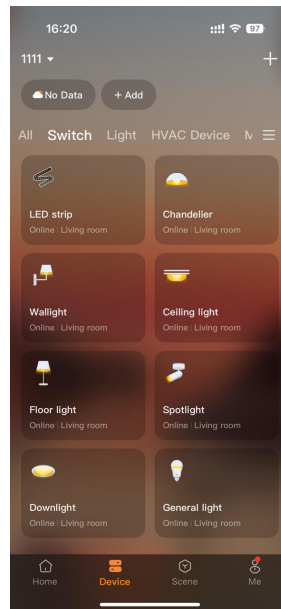 16:20
97
1111
No Data
+ Add
All Switch Light HVAC Device
LED strip
Online | Living room
Chandelier
Online | Living room
Wallight
Online | Living room
Ceiling light
Online | Living room
Floor light
Online | Living room
Spotlight
Online | Living room
Downlight
Online | Living room
General light
Online | Living room
Home
Device
Scene
Me